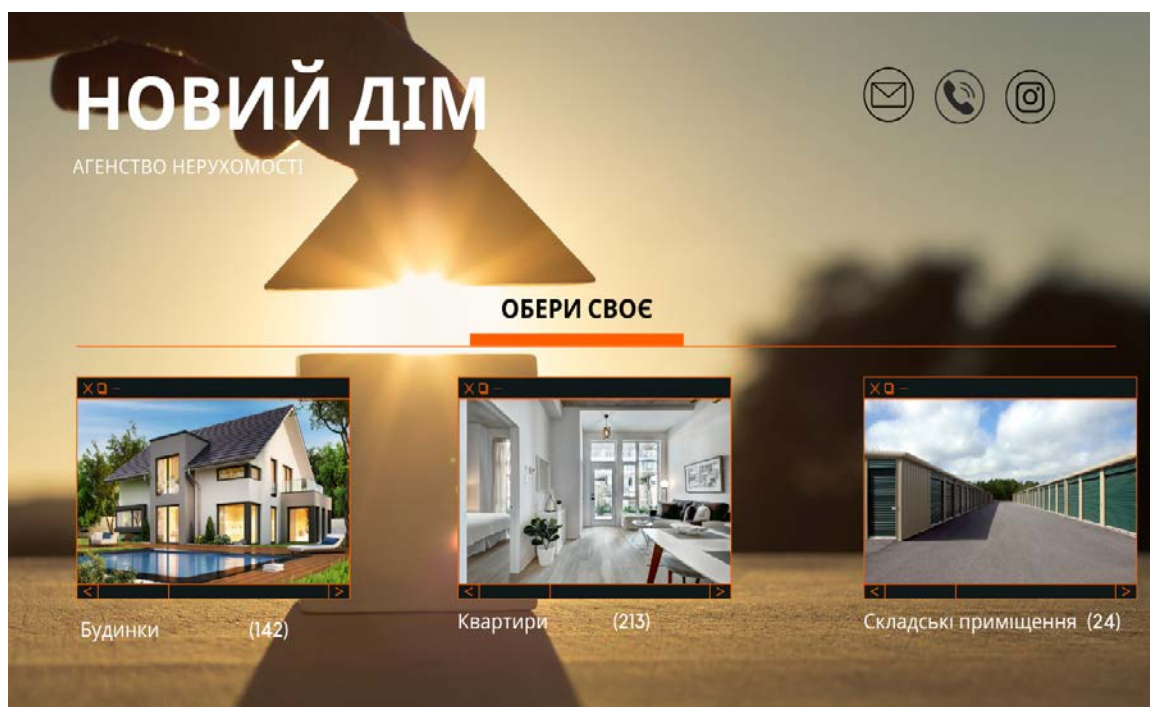 НОВИЙ ДІМ
АГЕНСТВО НЕРУХОМОСТІ
ОБЕРИ СВОЄ
Будинки (142)
Квартири (213)
Складські приміщення (24)